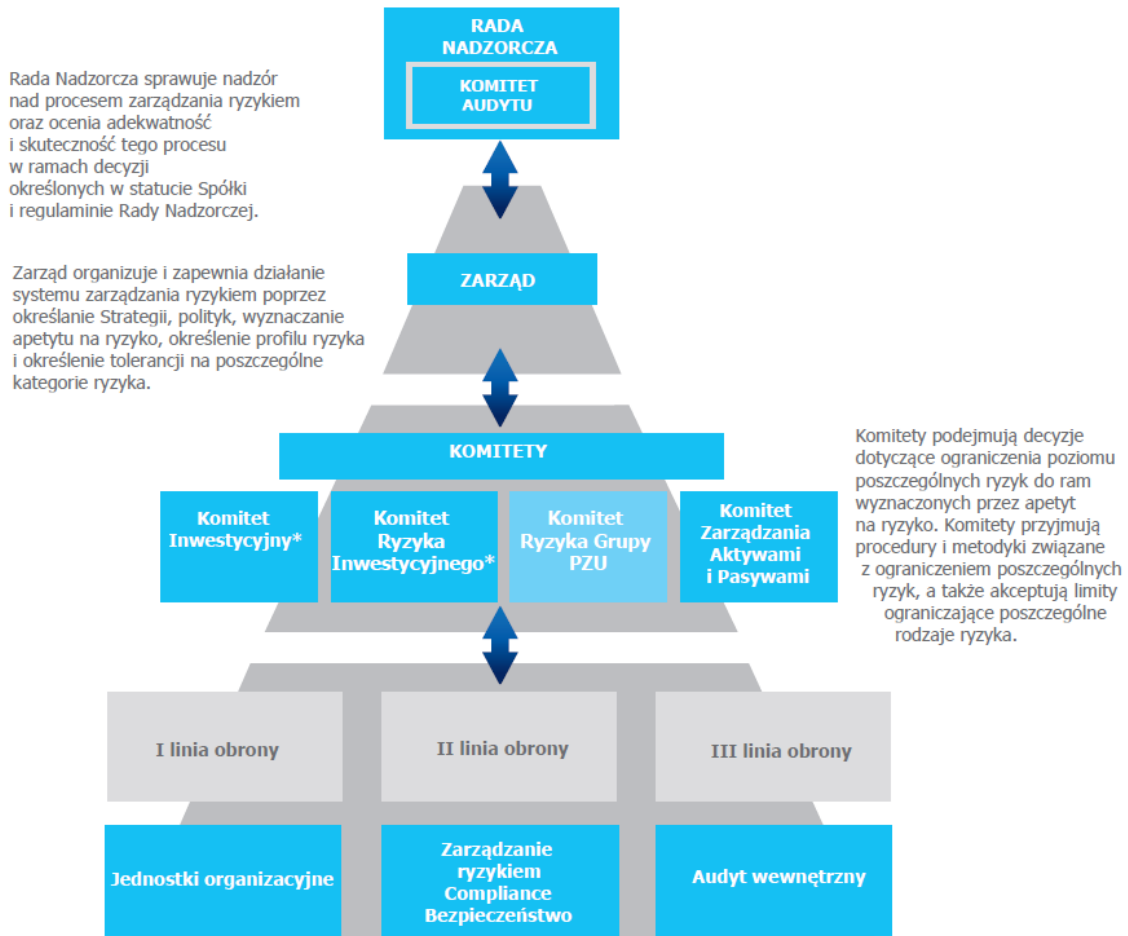 RADA
NADZORCZA
KOMITET
AUDYTU
Rada Nadzorcza sprawuje nadzór
nad procesem zarządzania ryzykiem
oraz ocenia adekwatność
i skuteczność tego procesu
w ramach decyzji
określonych w statucie Spółki
i regulaminie Rady Nadzorczej.
ZARZĄD
Zarząd organizuje i zapewnia działanie
systemu zarządzania ryzykiem poprzez
określanie Strategii, polityk, wyznaczanie
apetytu na ryzyko, określenie profilu ryzyka
i określenie tolerancji na poszczególne
kategorie ryzyka.
KOMITETY
Komitet
Inwestycyjny*
Komitet
Ryzyka
Inwestycyjnego*
Komitet
Ryzyka Grupy
PZU
Komitet
Zarządzania
Aktywami
i Pasywami
Komitety podejmują decyzje
dotyczące ograniczenia poziomu
poszczególnych ryzyk do ram
wyznaczonych przez apetyt
na ryzyko. Komitety przyjmują
procedury i metodyki związane
z ograniczeniem poszczególnych
ryzyk, a także akceptują limity
ograniczające poszczególne
rodzaje ryzyka.
I linia obrony
II linia obrony
III linia obrony
Jednostki organizacyjne
Zarządzanie
ryzykiem
Compliance
Bezpieczeństwo
Audyt wewnętrzny